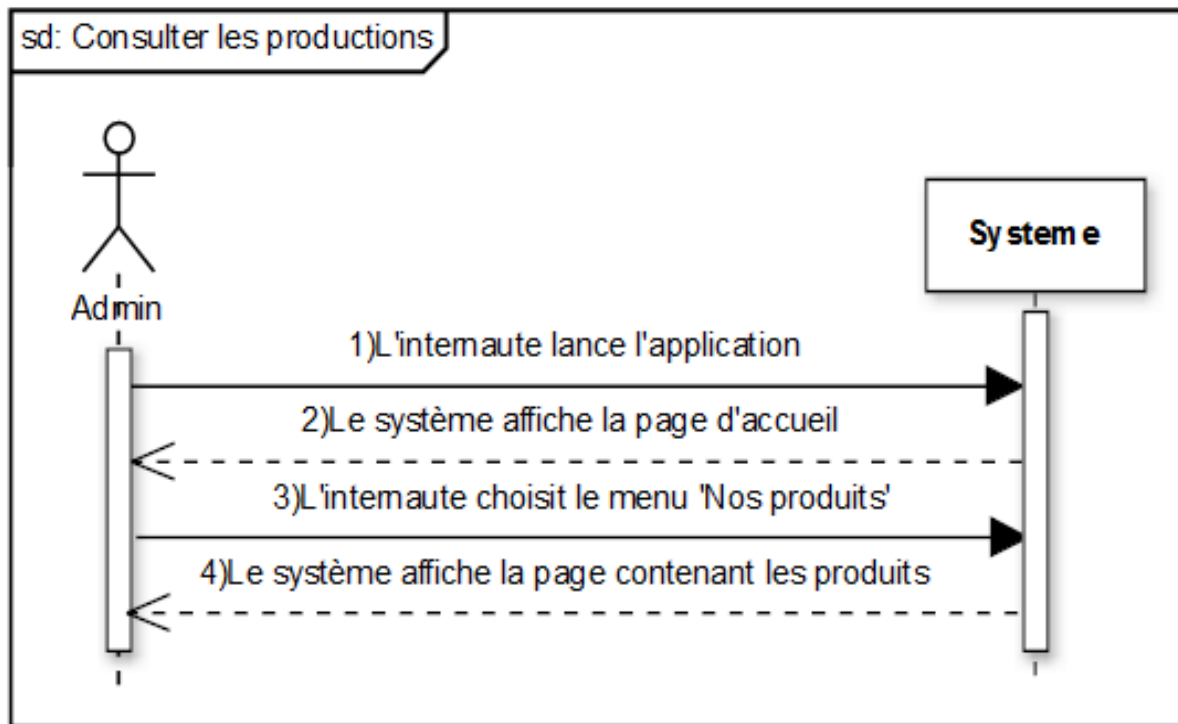 sd: Consulter les productions
Systeme
Admin
1)L'internaute lance l'application
2)Le système affiche la page d'accueil
3)L'internaute choisit le menu 'Nos produits'
4)Le système affiche la page contenant les produits